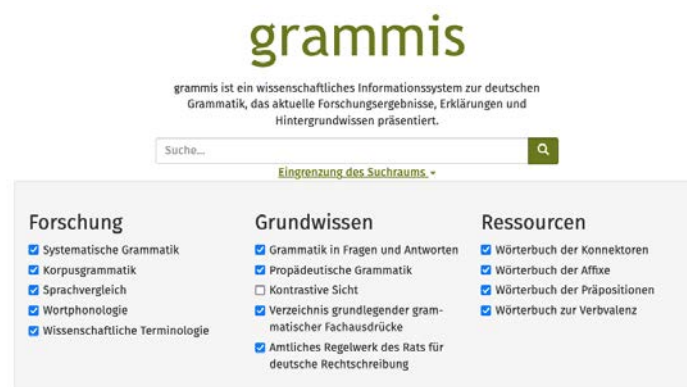 grammis
grammis ist ein wissenschaftliches Informationssystem zur deutschen
Grammatik, das aktuelle Forschungsergebnisse, Erklärungen und
Hintergrundwissen präsentiert.
Suche...
Eingrenzung des Suchraums
Forschung
Systematische Grammatik
Korpusgrammatik
Sprachvergleich
Wortphonologie
Wissenschaftliche Terminologie
Grundwissen
Grammatik in Fragen und Antworten
Propädeutische Grammatik
Kontrastive Sicht
Verzeichnis grundlegender gram-
matischer Fachausdrücke
Amtliches Regelwerk des Rats für
deutsche Rechtschreibung
Ressourcen
Wörterbuch der Konnektoren
Wörterbuch der Affixe
Wörterbuch der Präpositionen
Wörterbuch zur Verbvalenz